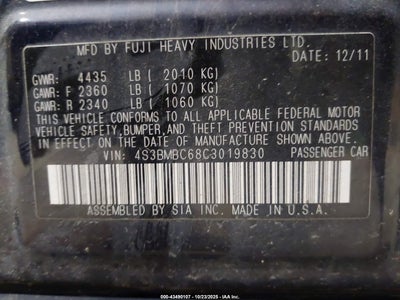 MFD BY FUJI HEAVY INDUSTRIES LTD.
DATE: 12/11
GVWR: 4435 LB ( 2010 KG)
GAWR: F 2360 LB ( 1070 KG)
GAWR: R 2340 LB ( 1060 KG)
THIS VEHICLE CONFORMS TO ALL APPLICABLE FEDERAL MOTOR
VEHICLE SAFETY, BUMPER, AND THEFT PREVENTION STANDARDS
IN EFFECT ON THE DATE OF MANUFACTURE SHOWN ABOVE.
VIN: 4S3BMBC68C3019830 PASSENGER CAR
ASSEMBLED BY SIA INC. IN U.S.A.
000-43490107 - 10/23/2025 - IAA Inc.